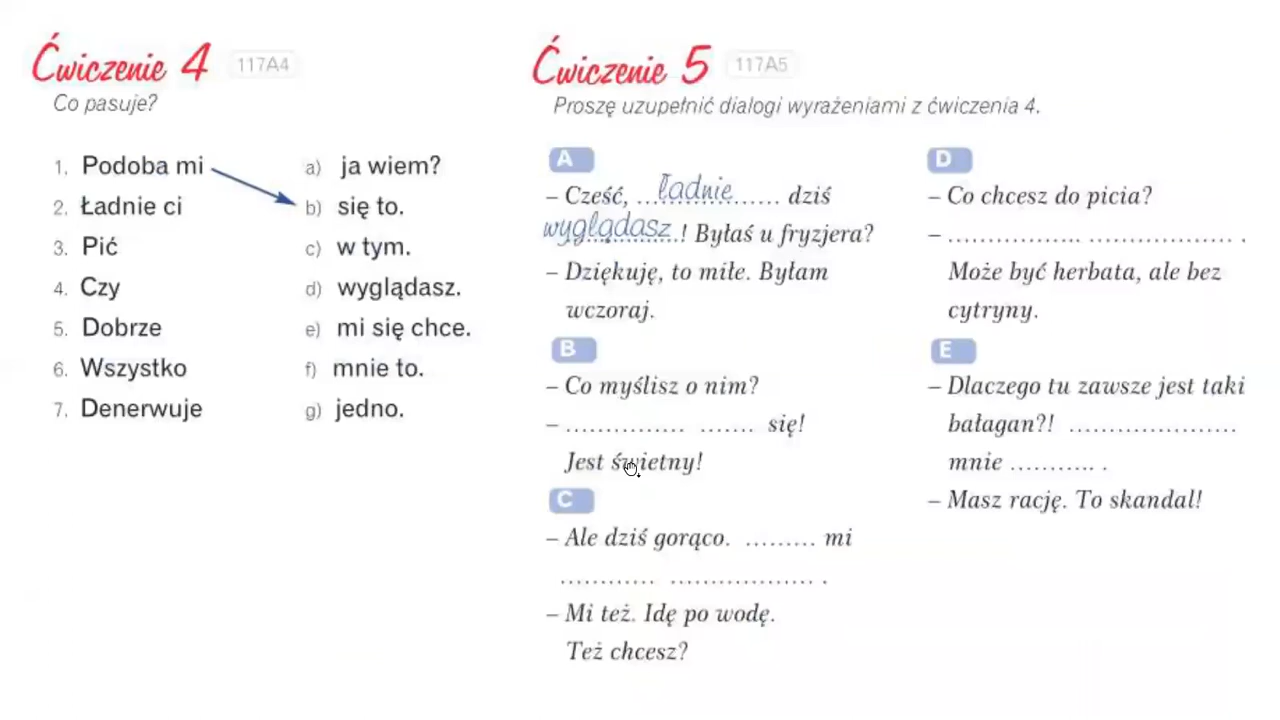 Ćwiczenie 4 117A4
Co pasuje?
1. Podoba mi
2. Ładnie ci
3. Pić
4. Czy
5. Dobrze
6. Wszystko
7. Denerwuje
a) ja wiem?
b) się to.
c) w tym.
d) wyglądasz.
e) mi się chce.
f) mnie to.
g) jedno.
Ćwiczenie 5 117A5
Proszę uzupełnić dialogi wyrażeniami z ćwiczenia 4.
A
– Cześć, ...ładnie...... dziś
wyglądasz.! Byłaś u fryzjera?
– Dziękuję, to miłe. Byłam
wczoraj.
B
– Co myślisz o nim?
– ............... ....... się!
Jest świetny!
C
– Ale dziś gorąco. ......... mi
............ .................. .
– Mi też. Idę po wodę.
Też chcesz?
D
– Co chcesz do picia?
– ................. .................. .
Może być herbata, ale bez
cytryny.
E
– Dlaczego tu zawsze jest taki
bałagan?! .....................
mnie ........... .
– Masz rację. To skandal!